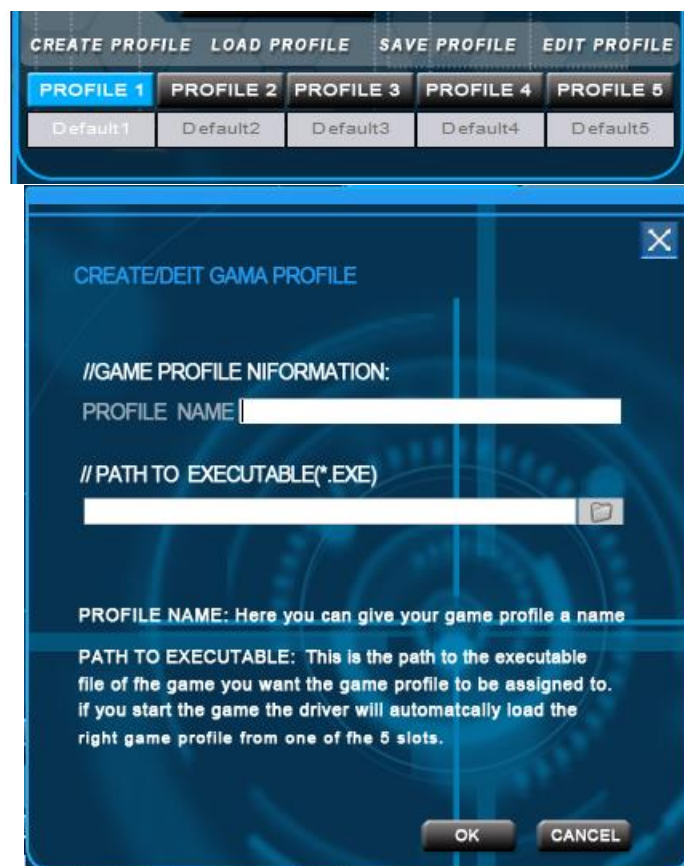 CREATE PROFILE LOAD PROFILE SAVE PROFILE EDIT PROFILE
PROFILE 1 PROFILE 2 PROFILE 3 PROFILE 4 PROFILE 5
Default1 Default2 Default3 Default4 Default5
CREATE/DEIT GAMA PROFILE
//GAME PROFILE NIFORMATION:
PROFILE NAME
// PATH TO EXECUTABLE(*.EXE)
PROFILE NAME: Here you can give your game profile a name
PATH TO EXECUTABLE: This is the path to the executable
file of fhe game you want the game profile to be assigned to.
if you start the game the driver will automatcally load the
right game profile from one of fhe 5 slots.
OK CANCEL